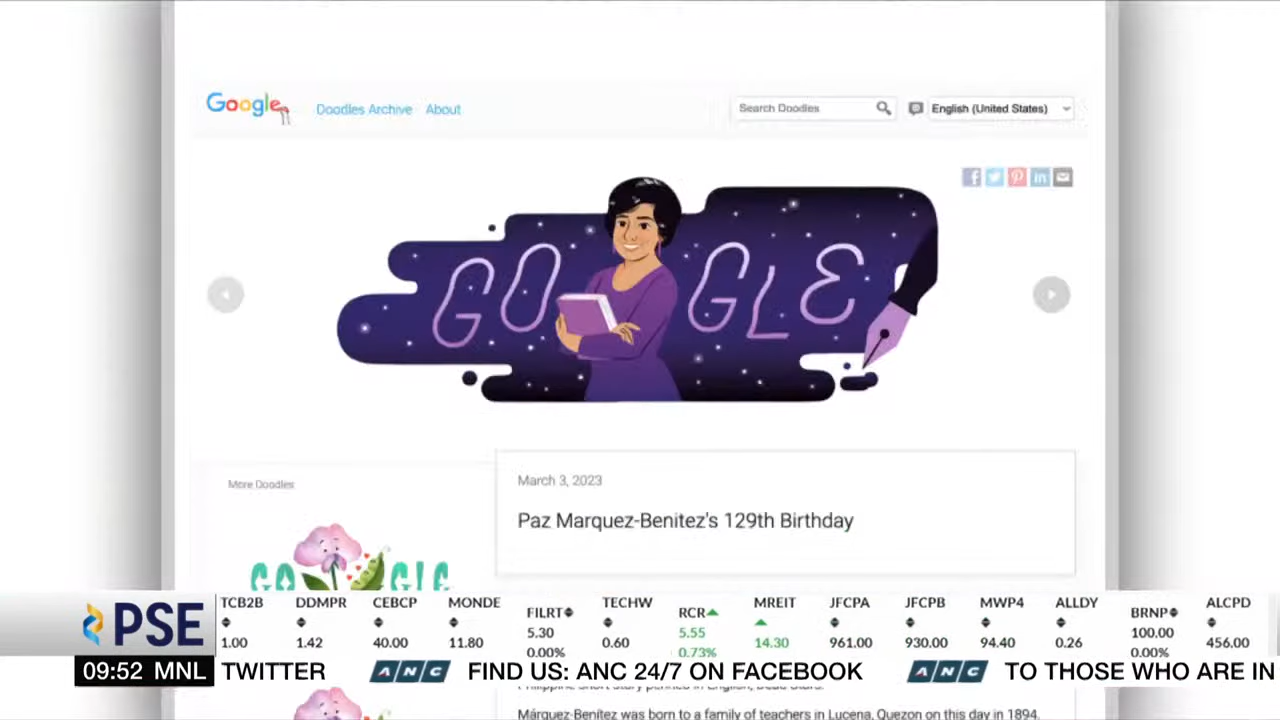 Google
Doodles Archive About
Search Doodles
English (United States)
GOOGLE
March 3, 2023
Paz Marquez-Benitez's 129th Birthday
More Doodles
PSE
TCB2B DDMPR CEBCP MONDE FILRT TECHW RCR MREIT JFCPA JFCPB MWP4 ALLDY BRNP ALCPD
1.00 1.42 40.00 11.80 5.30 0.60 5.55 14.30 961.00 930.00 94.40 0.26 100.00 456.00
0.00% 0.73% 0.00%
09:52 MNL TWITTER ANC FIND US: ANC 24/7 ON FACEBOOK ANC TO THOSE WHO ARE IN
Márquez-Benítez was born to a family of teachers in Lucena, Quezon on this day in 1894.